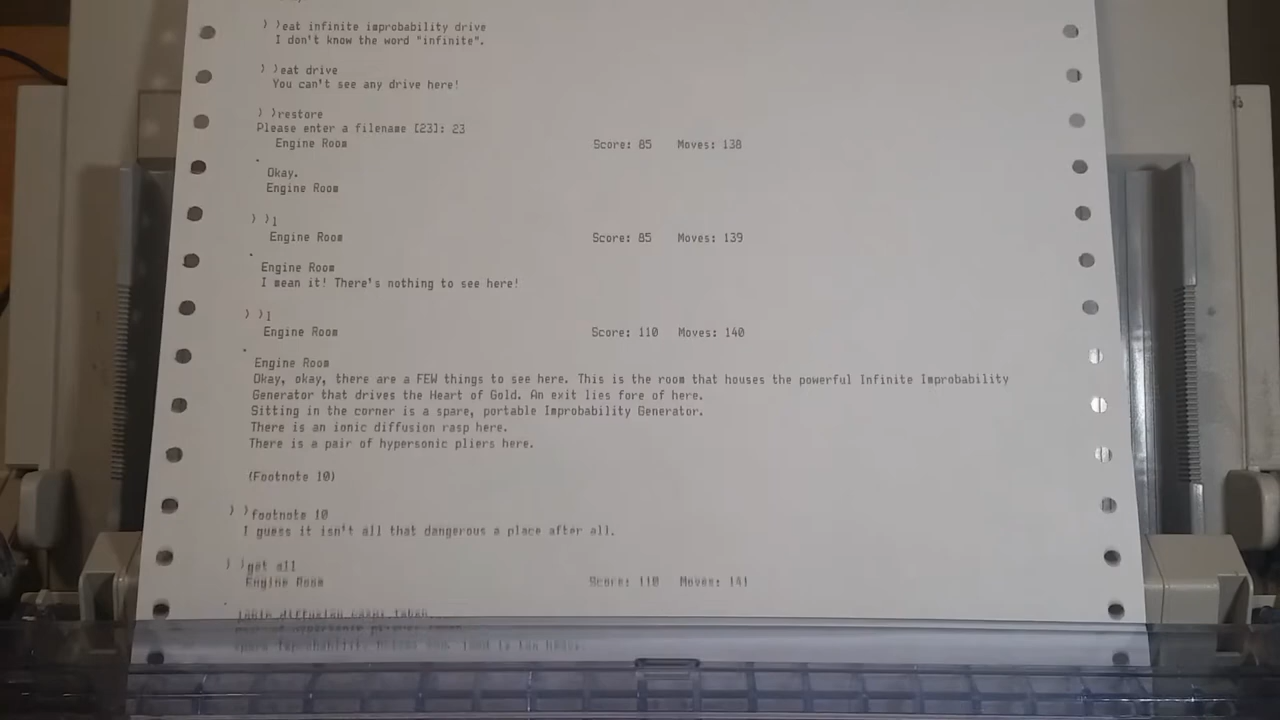 ) )eat infinite improbability drive
I don't know the word "infinite".
) )eat drive
You can't see any drive here!
) )restore
Please enter a filename [23]: 23
Engine Room Score: 85 Moves: 138
.
Okay.
Engine Room
) )l
Engine Room Score: 85 Moves: 139
.
Engine Room
I mean it! There's nothing to see here!
) )l
Engine Room Score: 110 Moves: 140
.
Engine Room
Okay, okay, there are a FEW things to see here. This is the room that houses the powerful Infinite Improbability
Generator that drives the Heart of Gold. An exit lies fore of here.
Sitting in the corner is a spare, portable Improbability Generator.
There is an ionic diffusion rasp here.
There is a pair of hypersonic pliers here.
(Footnote 10)
) )footnote 10
I guess it isn't all that dangerous a place after all.
) )get all
Engine Room Score: 110 Moves: 141
.